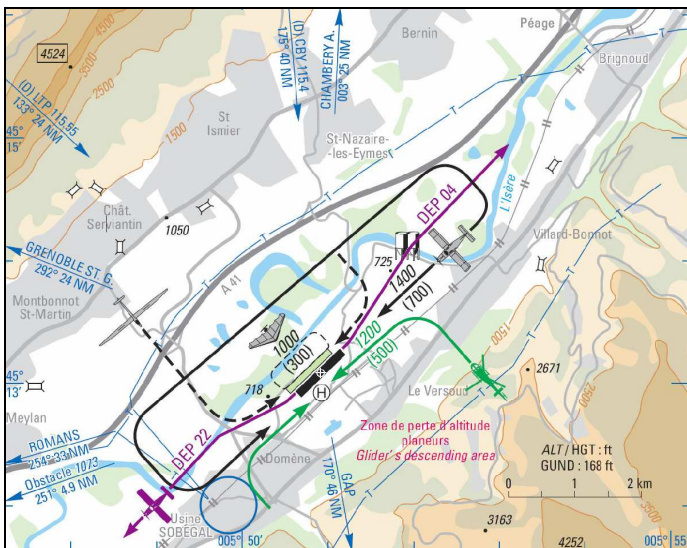 Péage
(D) CBY 115.4
175° 40 NM
CHAMBERY A.
003° 25 NM
Bernin
Brignoud
4524
3500
2500
4500
(D) LTP 115.95
133° 24 NM
1500
St
Ismier
St-Nazaire-
-les-Eymes
45°
15'
T
DEP 04
L'Isère
Chât.
Servantin
1050
Villard-Bonnot
GRENOBLE ST G.
292° 24 NM
725
1400
(700)
A 41
Montbonnot
St-Martin
1000
(300)
1200
(500)
1500
2671
2500
45°
13'
718
H
Le Versoud
Meylan
Zone de perte d'altitude
planeurs
Glider's descending area
ROMANS
254° 33 NM
DEP 22
Obstacle 1073
251° 4.9 NM
Domène
GAP
170° 46 NM
ALT / HGT : ft
GUND : 168 ft
0 1 2 km
Usine
SOBEGAL
005° 50'
3163
3500
4252
005° 55'